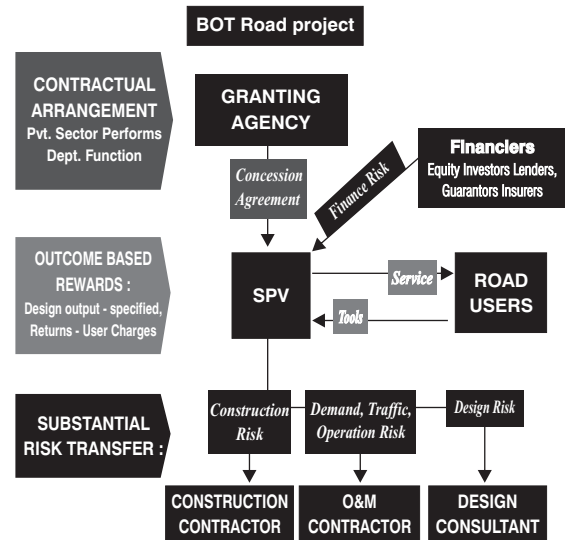 BOT Road project
CONTRACTUAL
ARRANGEMENT
Pvt. Sector Performs
Dept. Function
GRANTING
AGENCY
Concession
Agreement
Finance Risk
Financiers
Equity Investors Lenders,
Guarantors Insurers
OUTCOME BASED
REWARDS :
Design output - specified,
Returns - User Charges
SPV
Service
Tools
ROAD
USERS
SUBSTANTIAL
RISK TRANSFER :
Construction
Risk
Demand, Traffic,
Operation Risk
Design Risk
CONSTRUCTION
CONTRACTOR
O&M
CONTRACTOR
DESIGN
CONSULTANT